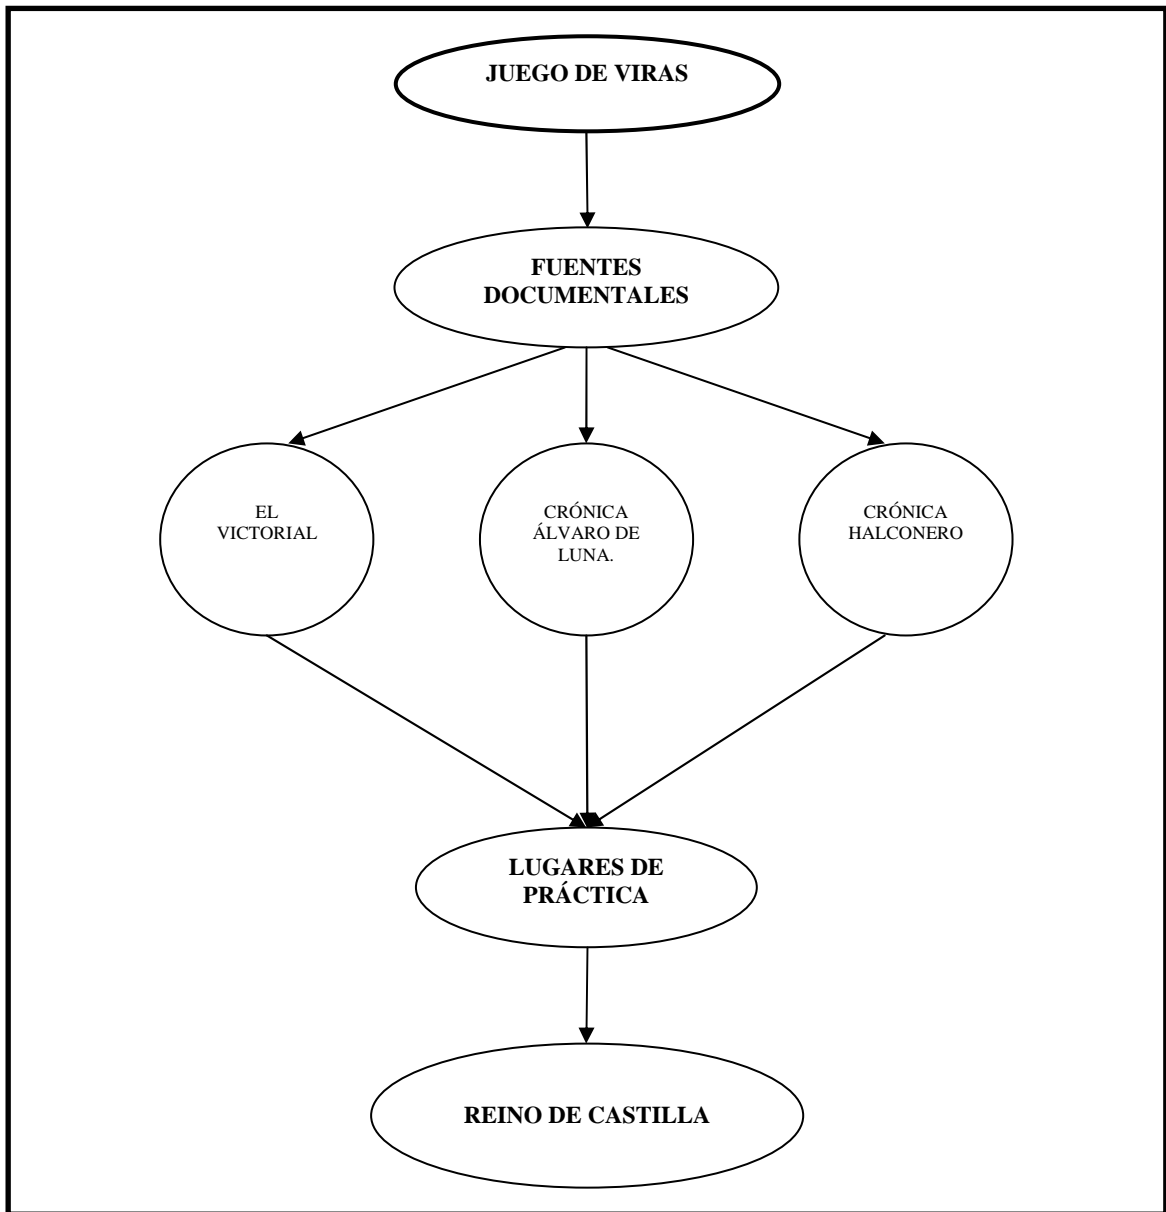 JUEGO DE VIRAS
FUENTES
DOCUMENTALES
EL
VICTORIAL
CRÓNICA
ÁLVARO DE
LUNA.
CRÓNICA
HALCONERO
LUGARES DE
PRÁCTICA
REINO DE CASTILLA